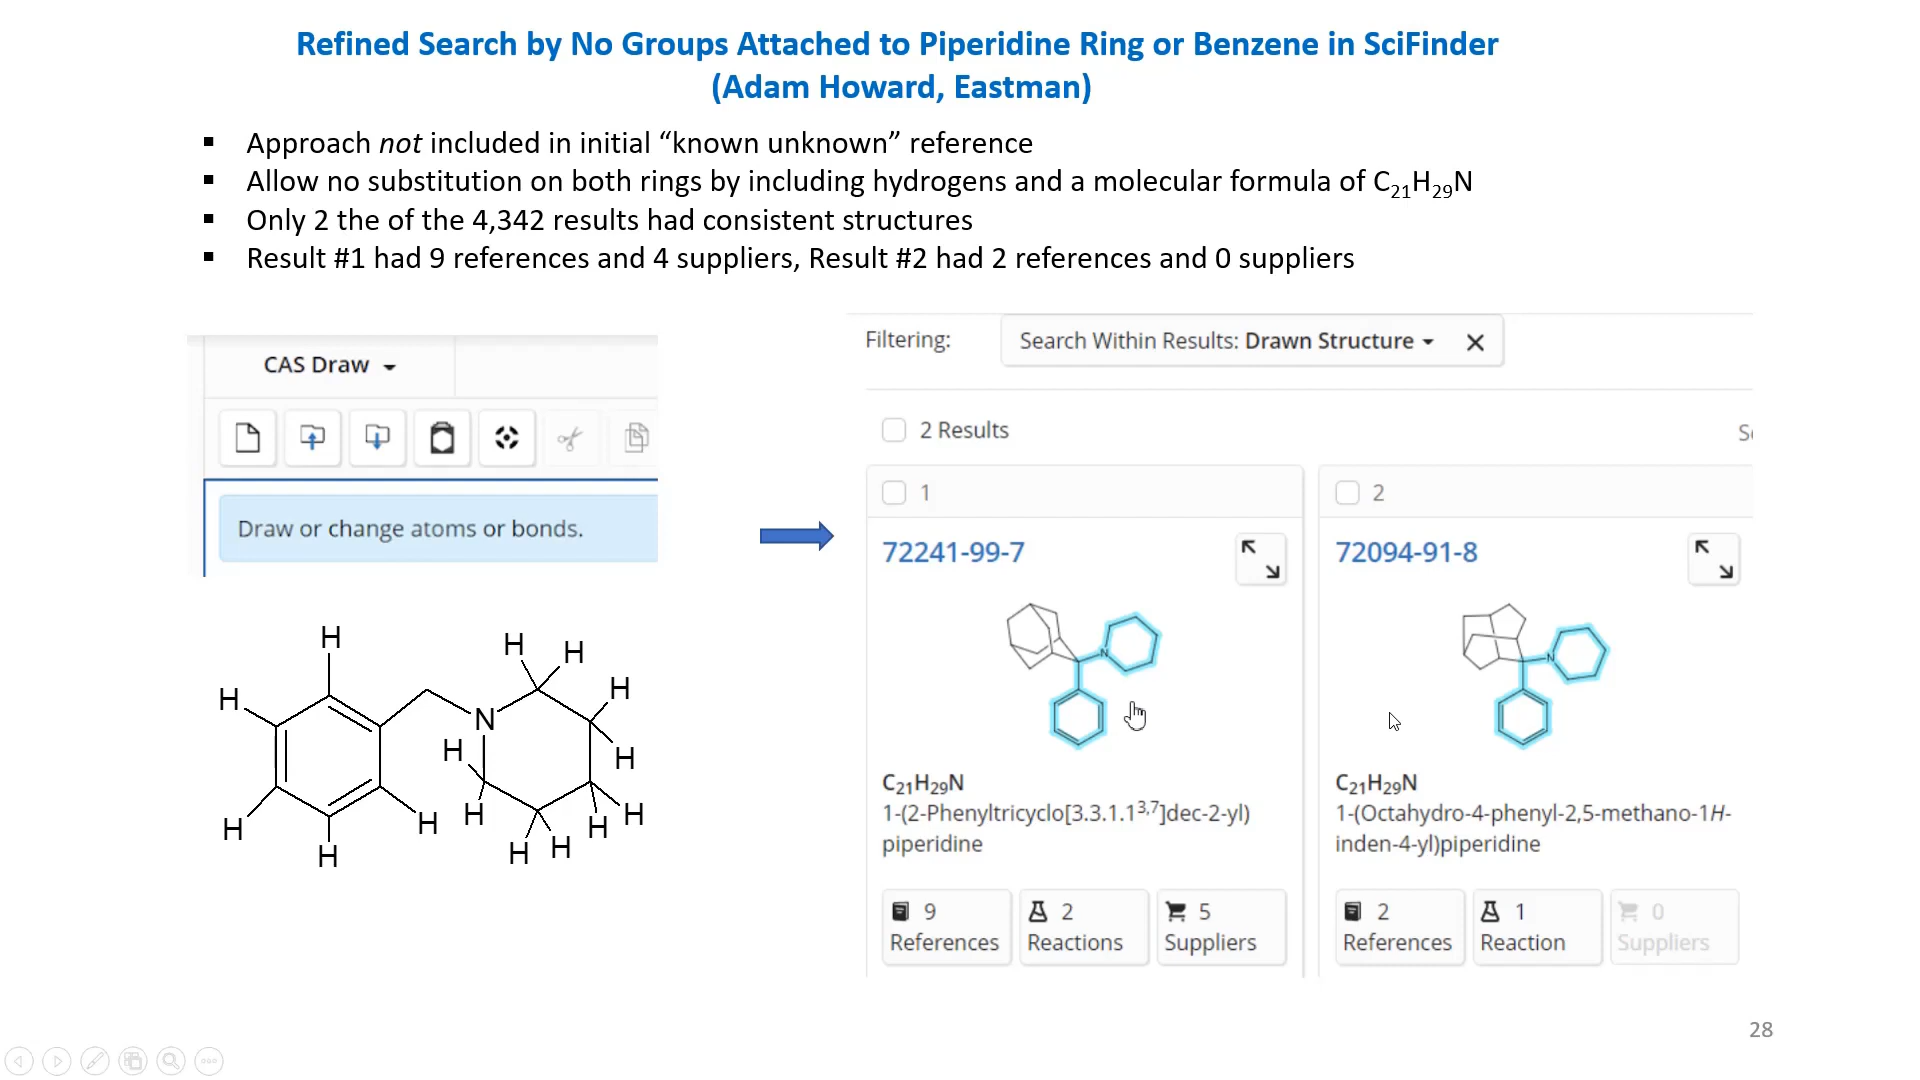 Refined Search by No Groups Attached to Piperidine Ring or Benzene in SciFinder
(Adam Howard, Eastman)
▪ Approach not included in initial “known unknown” reference
▪ Allow no substitution on both rings by including hydrogens and a molecular formula of C21H29N
▪ Only 2 the of the 4,342 results had consistent structures
▪ Result #1 had 9 references and 4 suppliers, Result #2 had 2 references and 0 suppliers
CAS Draw
Draw or change atoms or bonds.
H
H H
H H
N
H H
H H H
H H H
H H H
Filtering: Search Within Results: Drawn Structure
2 Results
1
72241-99-7
N
C21H29N
1-(2-Phenyltricyclo[3.3.1.13,7]dec-2-yl)
piperidine
9 References
2 Reactions
5 Suppliers
2
72094-91-8
N
C21H29N
1-(Octahydro-4-phenyl-2,5-methano-1H-
inden-4-yl)piperidine
2 References
1 Reaction
0 Suppliers
28